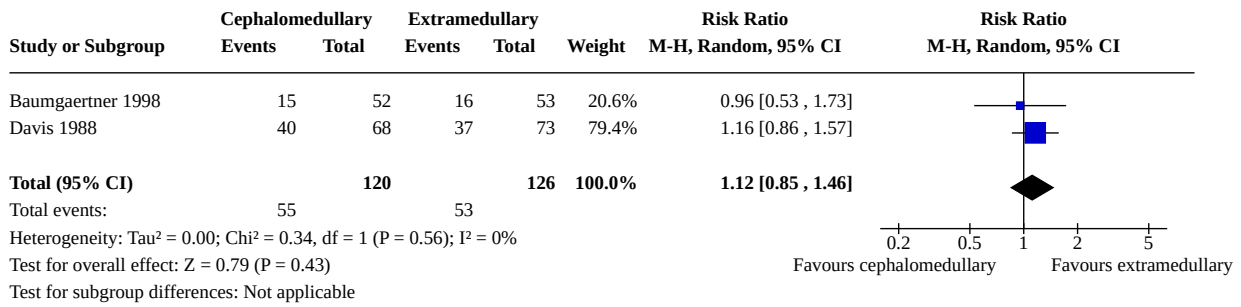 Cephalomedullary Extramedullary Risk Ratio Risk Ratio
Study or Subgroup Events Total Events Total Weight M-H, Random, 95% CI M-H, Random, 95% CI
Baumgaertner 1998 15 52 16 53 20.6% 0.96 [0.53 , 1.73]
Davis 1988 40 68 37 73 79.4% 1.16 [0.86 , 1.57]
Total (95% CI) 120 126 100.0% 1.12 [0.85 , 1.46]
Total events: 55 53
Heterogeneity: Tau² = 0.00; Chi² = 0.34, df = 1 (P = 0.56); I² = 0%
0.2 0.5 1 2 5
Test for overall effect: Z = 0.79 (P = 0.43) Favours cephalomedullary Favours extramedullary
Test for subgroup differences: Not applicable